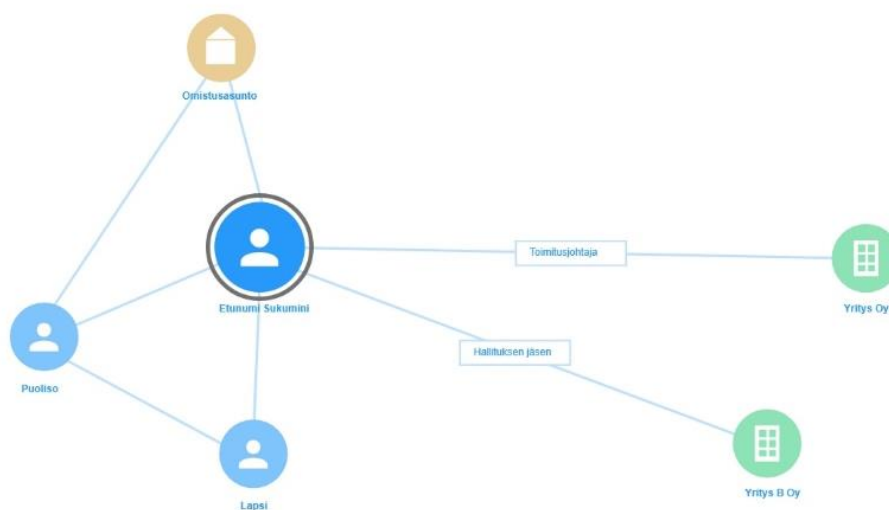 Omistusasunto
Toimitusjohtaja
Etunumi Sukumini
Yritys Oy
Hallituksen jäsen
Puoliso
Lapsi
Yritys B Oy